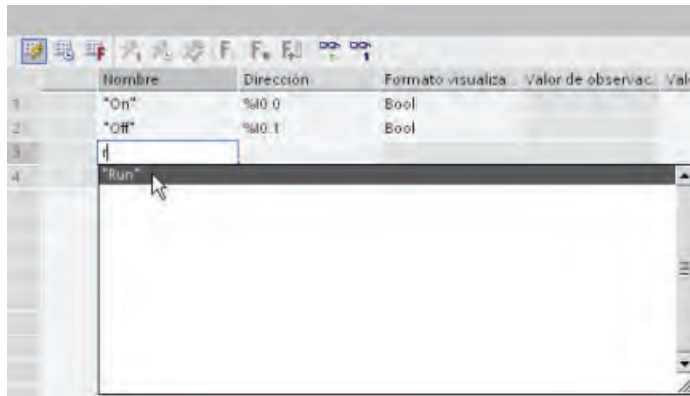 Nombre Dirección Formato visualiza... Valor de observac... Val
1 "On" %I0.0 Bool
2 "Off" %I0.1 Bool
3 r
4 "Run"